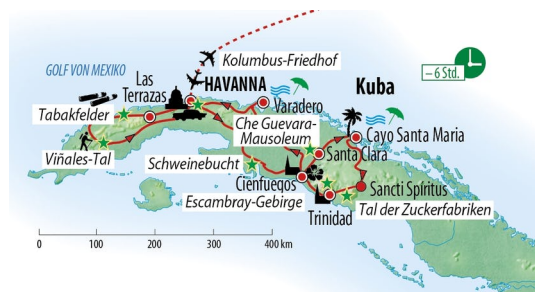 Kolumbus-Friedhof
– 6 Std.
GOLF VON MEXIKO
Las
Terrazas
HAVANNA
Kuba
Varadero
Tabakfelder
Che Guevara-
Mausoleum
Cayo Santa Maria
Viñales-Tal
Schweinebucht
Santa Clara
Cienfuegos
Sancti Spíritus
Escambray-Gebirge
Trinidad
Tal der Zuckerfabriken
0 100 200 300 400 km